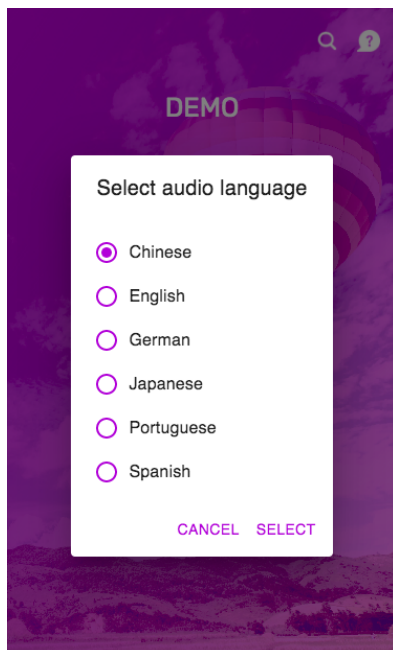 ?
DEMO
Select audio language
Chinese
English
German
Japanese
Portuguese
Spanish
CANCEL SELECT